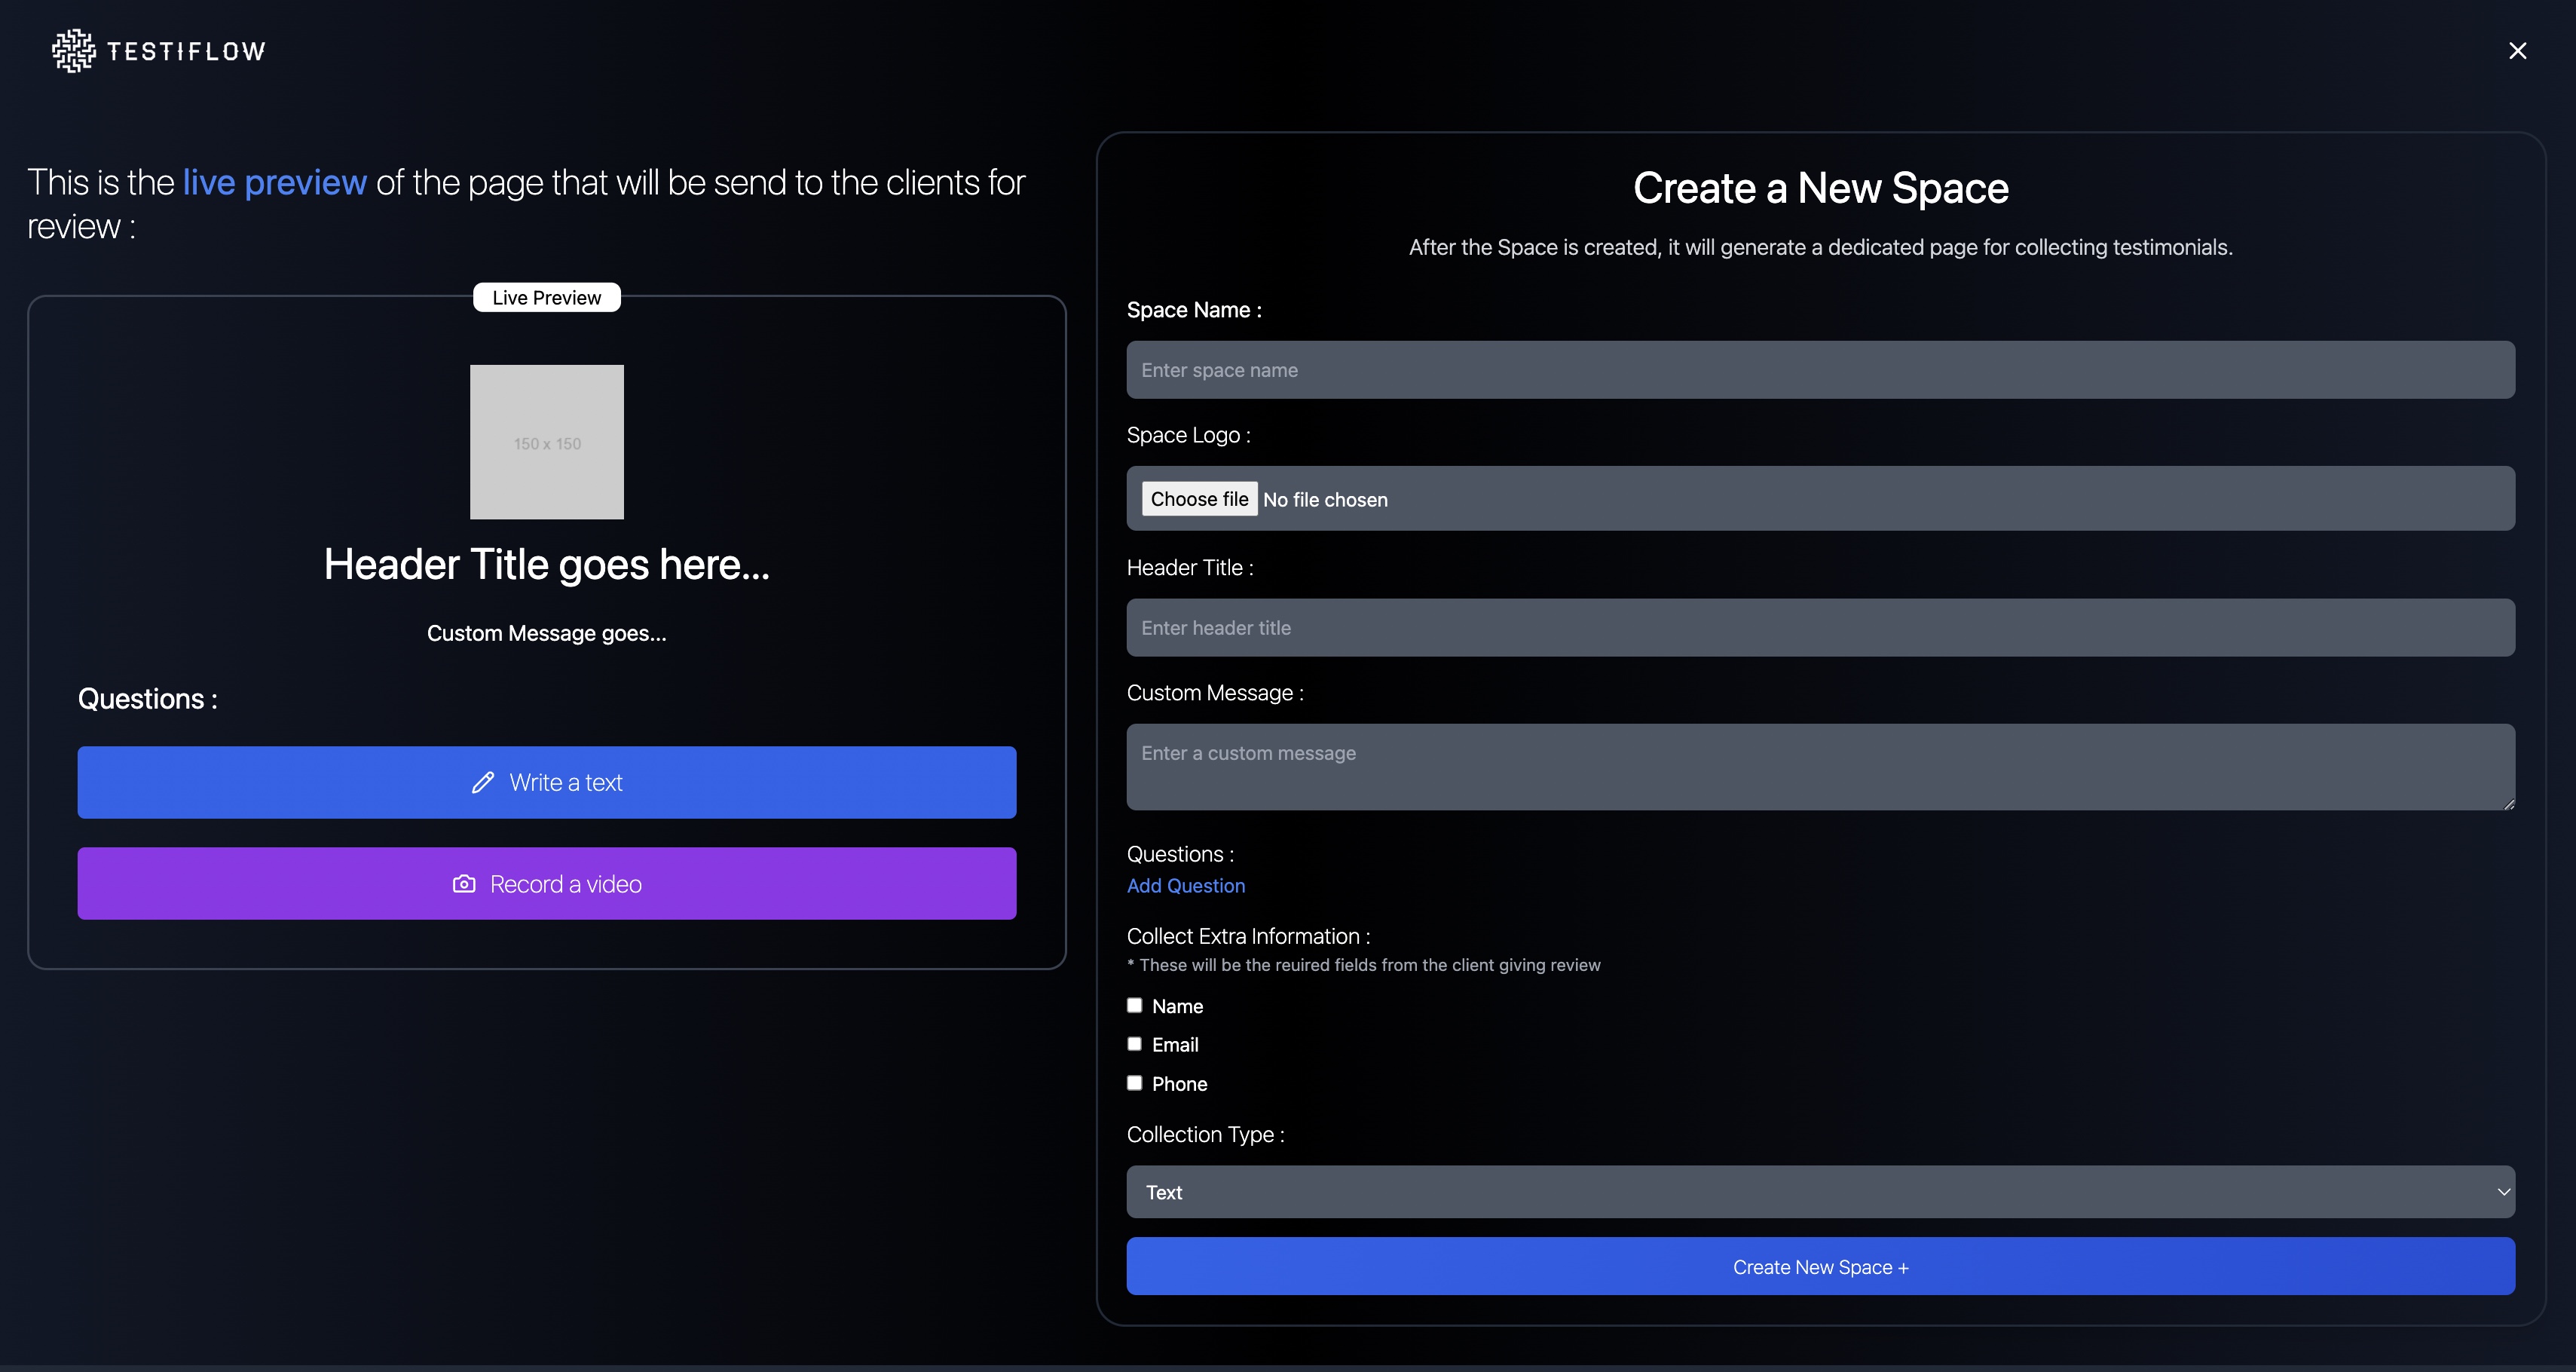 TESTIFLOW
This is the live preview of the page that will be send to the clients for
review :
Live Preview
150 x 150
Header Title goes here...
Custom Message goes...
Questions :
Write a text
Record a video
Create a New Space
After the Space is created, it will generate a dedicated page for collecting testimonials.
Space Name :
Enter space name
Space Logo :
Choose file No file chosen
Header Title :
Enter header title
Custom Message :
Enter a custom message
Questions :
Add Question
Collect Extra Information :
* These will be the reuired fields from the client giving review
Name
Email
Phone
Collection Type :
Text
Create New Space +